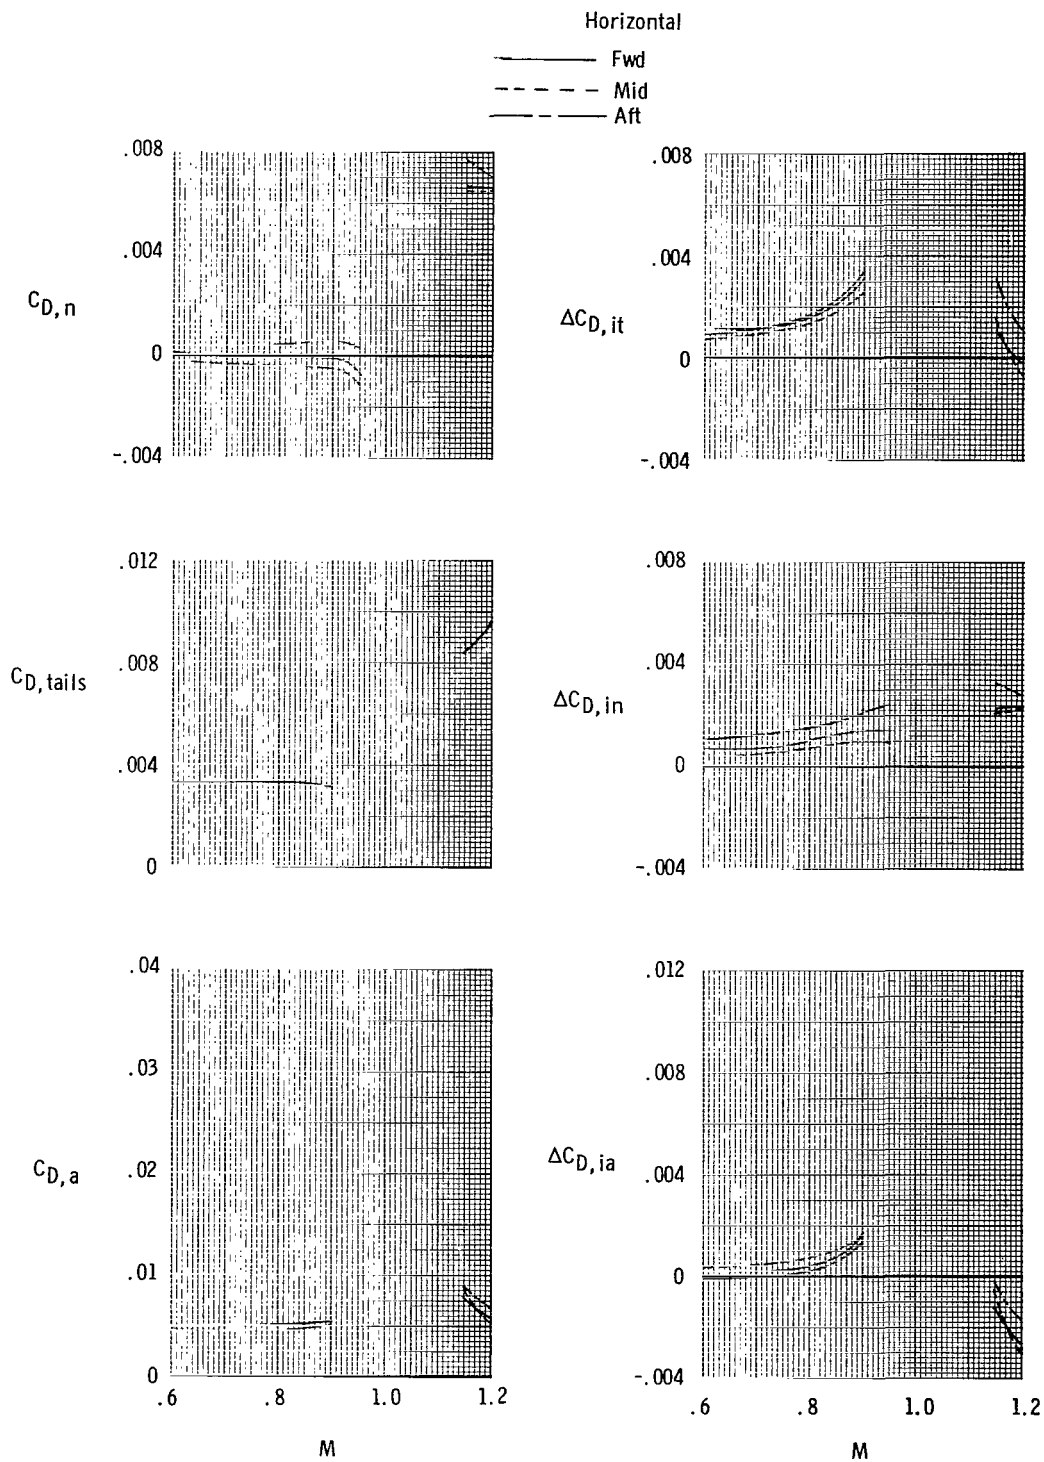 Horizontal
Fwd
Mid
Aft
.008
.004
0
-.004
C_D,n
.008
.004
0
-.004
ΔC_D,it
.012
.008
.004
0
C_D,tails
.008
.004
0
-.004
ΔC_D,in
.04
.03
.02
.01
0
C_D,a
.6 .8 1.0 1.2
M
.012
.008
.004
0
-.004
ΔC_D,ia
.6 .8 1.0 1.2
M